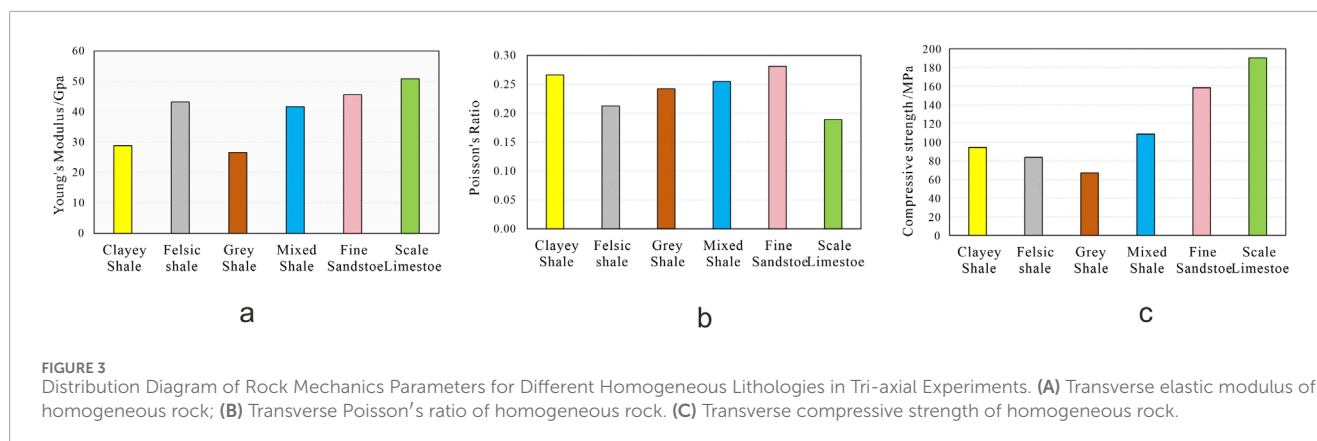 60
50
40
30
20
10
0
Young's Modulus/Gpa
Clayey Shale
Felsic shale
Grey Shale
Mixed Shale
Fine Sandstoe
Scale Limestoe
a
0.30
0.25
0.20
0.15
0.10
0.05
0.00
Poisson's Ratio
Clayey Shale
Felsic shale
Grey Shale
Mixed Shale
Fine Sandstoe
Scale Limestoe
b
200
180
160
140
120
100
80
60
40
20
0
Compressive strength /MPa
Clayey Shale
Felsic shale
Grey Shale
Mixed Shale
Fine Sandstoe
Scale Limestoe
c
FIGURE 3
Distribution Diagram of Rock Mechanics Parameters for Different Homogeneous Lithologies in Tri-axial Experiments. (A) Transverse elastic modulus of
homogeneous rock; (B) Transverse Poisson′s ratio of homogeneous rock. (C) Transverse compressive strength of homogeneous rock.